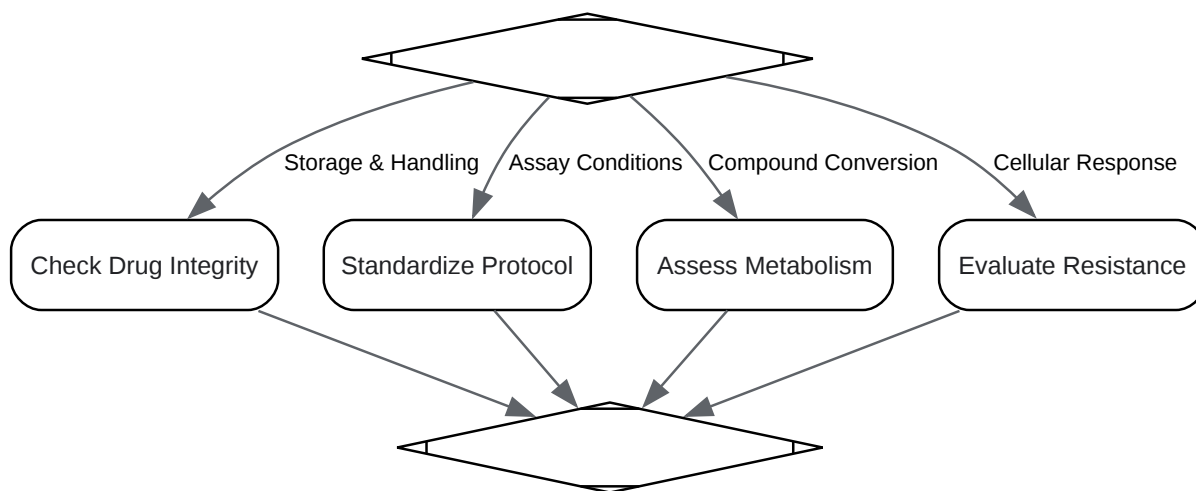 Storage & Handling
Assay Conditions
Compound Conversion
Cellular Response
Check Drug Integrity
Standardize Protocol
Assess Metabolism
Evaluate Resistance